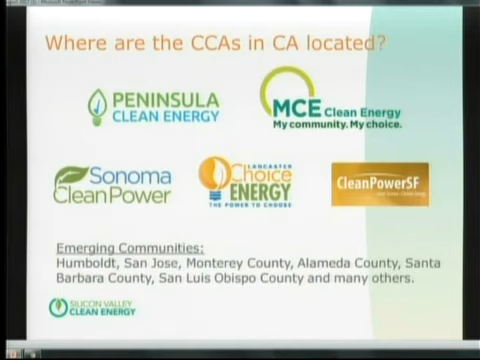 Where are the CCAs in CA located?
PENINSULA
CLEAN ENERGY
MCE Clean Energy
My community. My choice.
Sonoma
CleanPower
LANCASTER
Choice
ENERGY
THE POWER TO CHOOSE
CleanPowerSF
Emerging Communities:
Humboldt, San Jose, Monterey County, Alameda County, Santa
Barbara County, San Luis Obispo County and many others.
SILICON VALLEY
CLEAN ENERGY